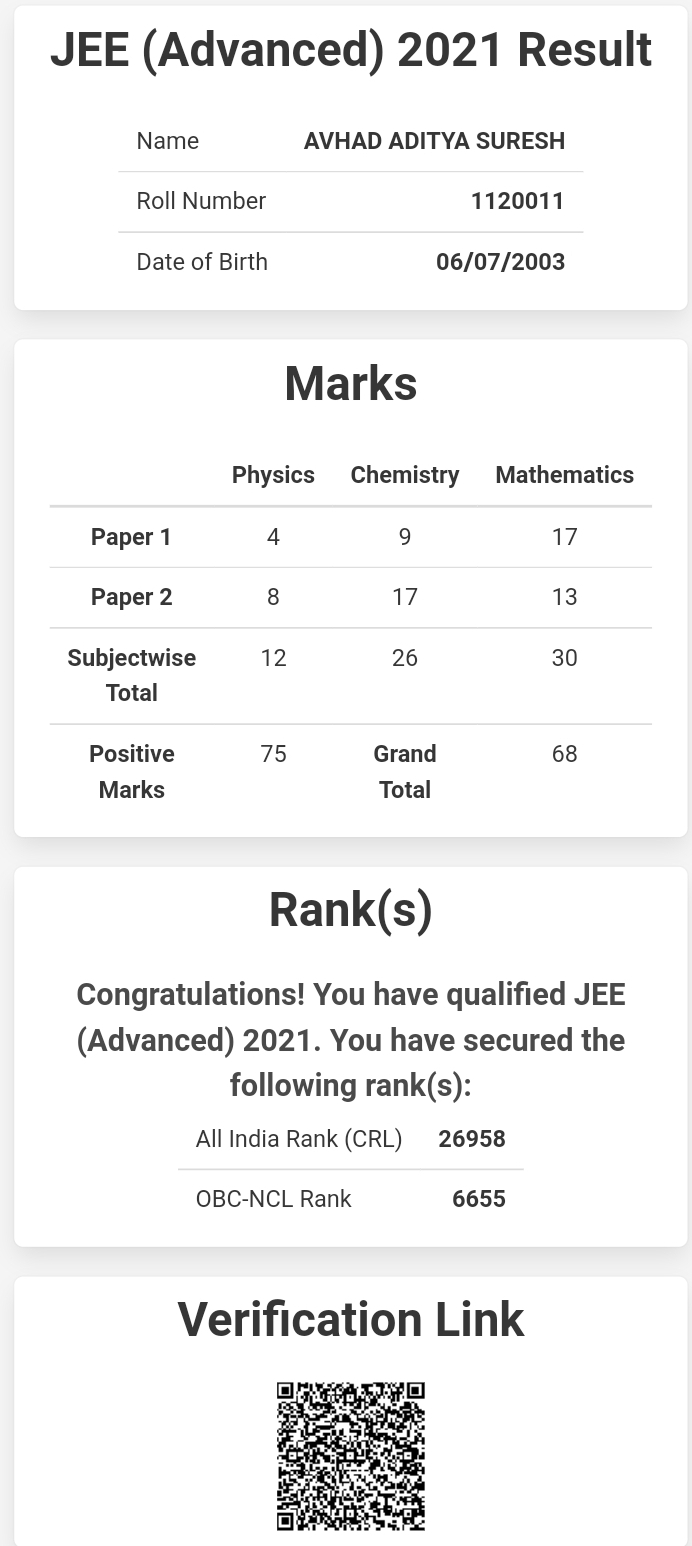 JEE (Advanced) 2021 Result
Name AVHAD ADITYA SURESH
Roll Number 1120011
Date of Birth 06/07/2003
Marks
Physics Chemistry Mathematics
Paper 1 4 9 17
Paper 2 8 17 13
Subjectwise 12 26 30
Total
Positive 75 Grand 68
Marks Total
Rank(s)
Congratulations! You have qualified JEE
(Advanced) 2021. You have secured the
following rank(s):
All India Rank (CRL) 26958
OBC-NCL Rank 6655
Verification Link